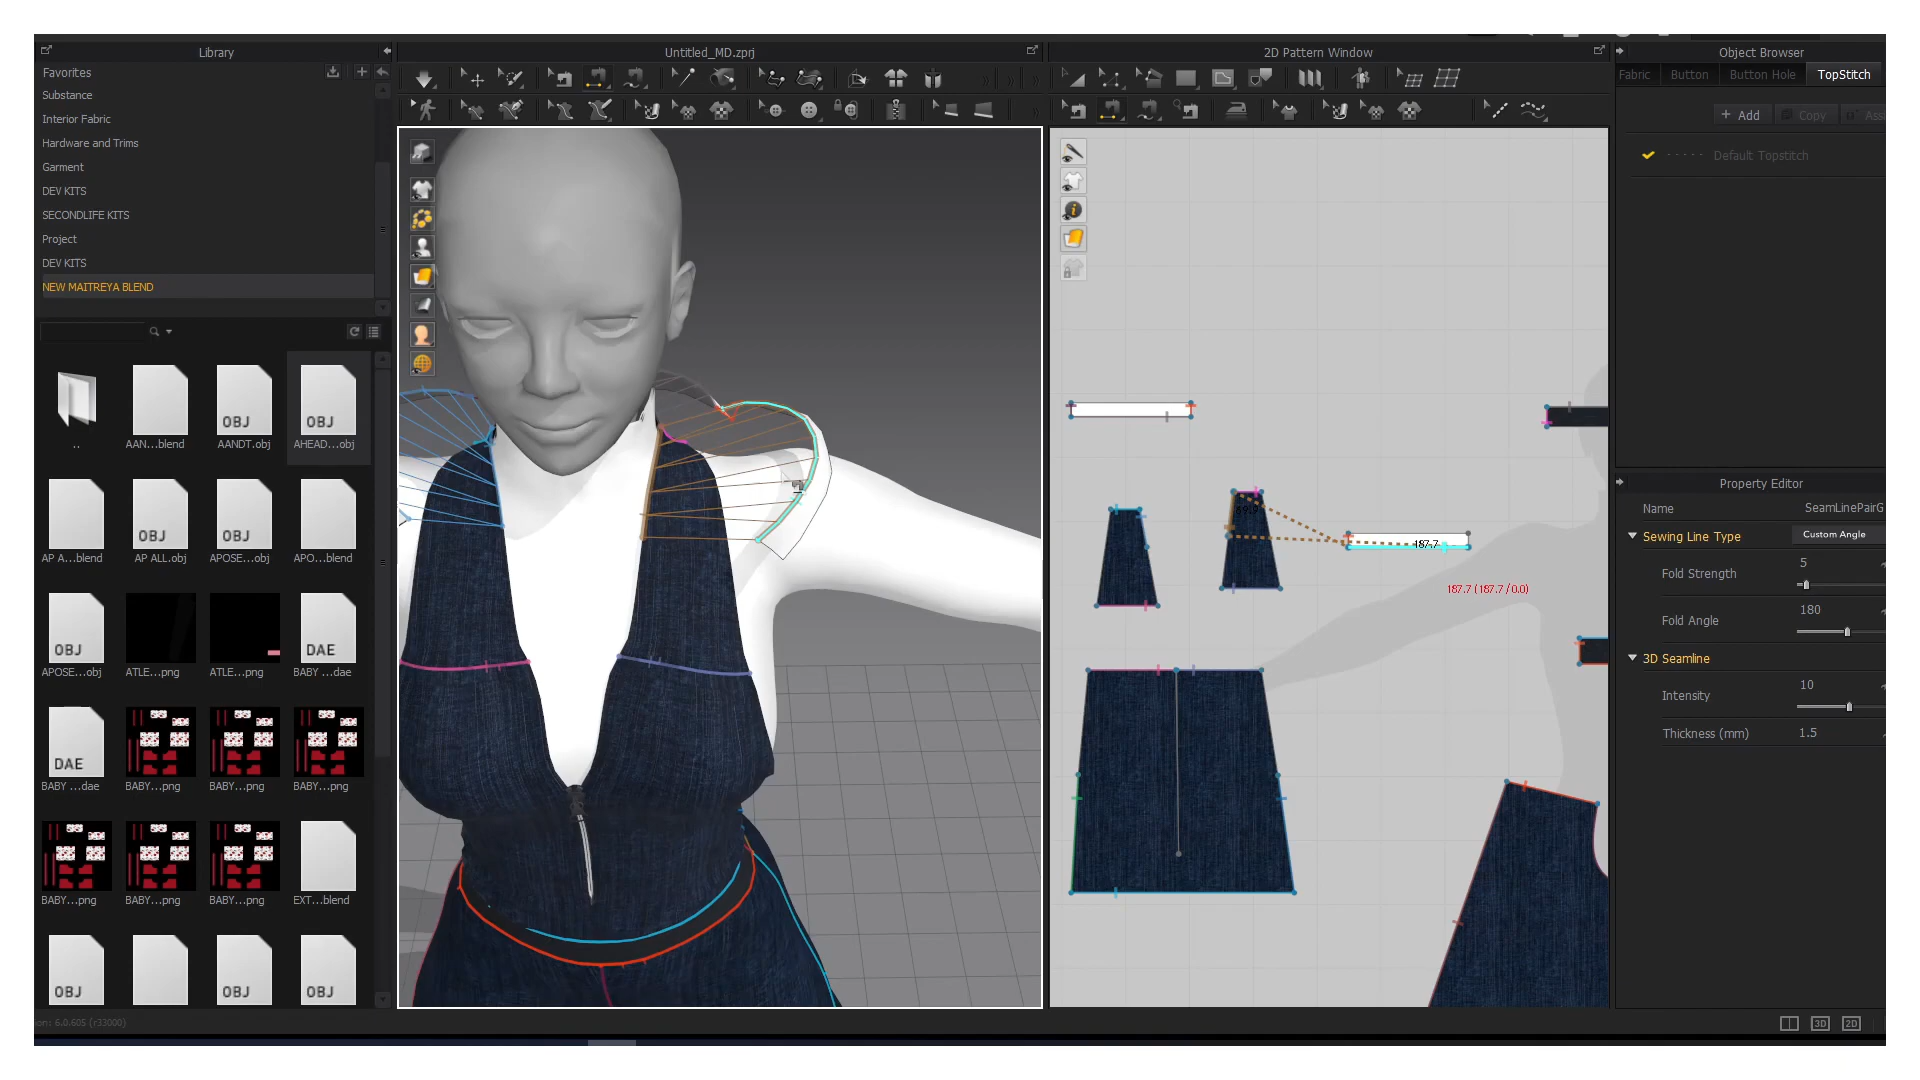 Library
Untitled_MD.zprj
2D Pattern Window
Object Browser
Favorites
Fabric
Button
Button Hole
TopStitch
Substance
Interior Fabric
+ Add
Copy
Ass
Hardware and Trims
Default Topstitch
Garment
DEV KITS
SECONDLIFE KITS
Project
DEV KITS
NEW MAITREYA BLEND
..
AAN...blend
OBJ
AANDT.obj
OBJ
AHEAD...obj
AP A...blend
OBJ
AP ALL.obj
OBJ
APOSE...obj
APO...blend
OBJ
APOSE...obj
ATLE...png
ATLE...png
DAE
BABY ...dae
DAE
BABY ...dae
BABY...png
BABY...png
BABY...png
BABY...png
BABY...png
BABY...png
EXT...blend
OBJ
OBJ
OBJ
187.7
187.7 (187.7 /0.0)
Property Editor
Name
SeamLinePairG
Sewing Line Type
Custom Angle
Fold Strength
5
Fold Angle
180
3D Seamline
Intensity
10
Thickness (mm)
1.5
on: 6.0.605 (r33000)
3D
2D